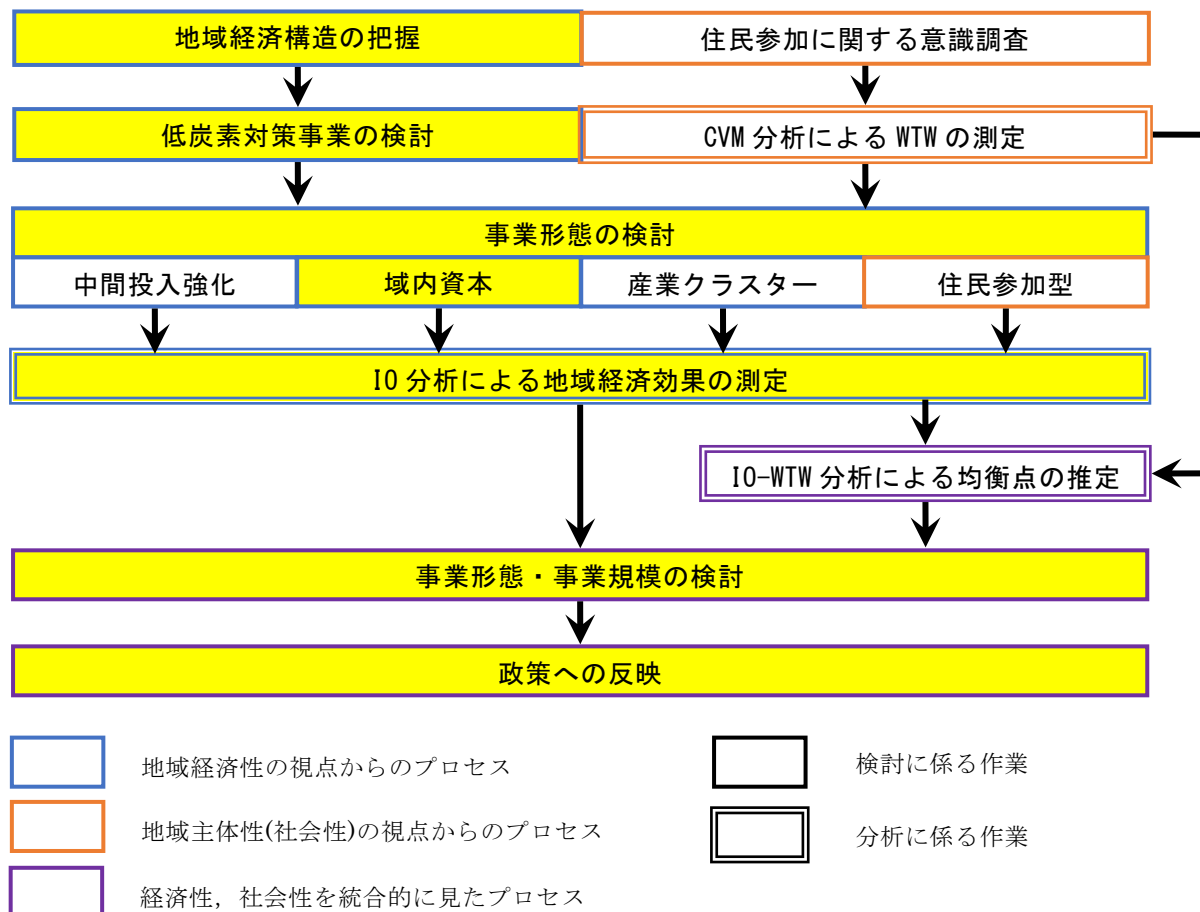 地域経済構造の把握
住民参加に関する意識調査
低炭素対策事業の検討
CVM 分析による WTW の測定
事業形態の検討
中間投入強化
域内資本
産業クラスター
住民参加型
IO 分析による地域経済効果の測定
IO-WTW 分析による均衡点の推定
事業形態・事業規模の検討
政策への反映
地域経済性の視点からのプロセス
検討に係る作業
地域主体性(社会性)の視点からのプロセス
分析に係る作業
経済性，社会性を統合的に見たプロセス